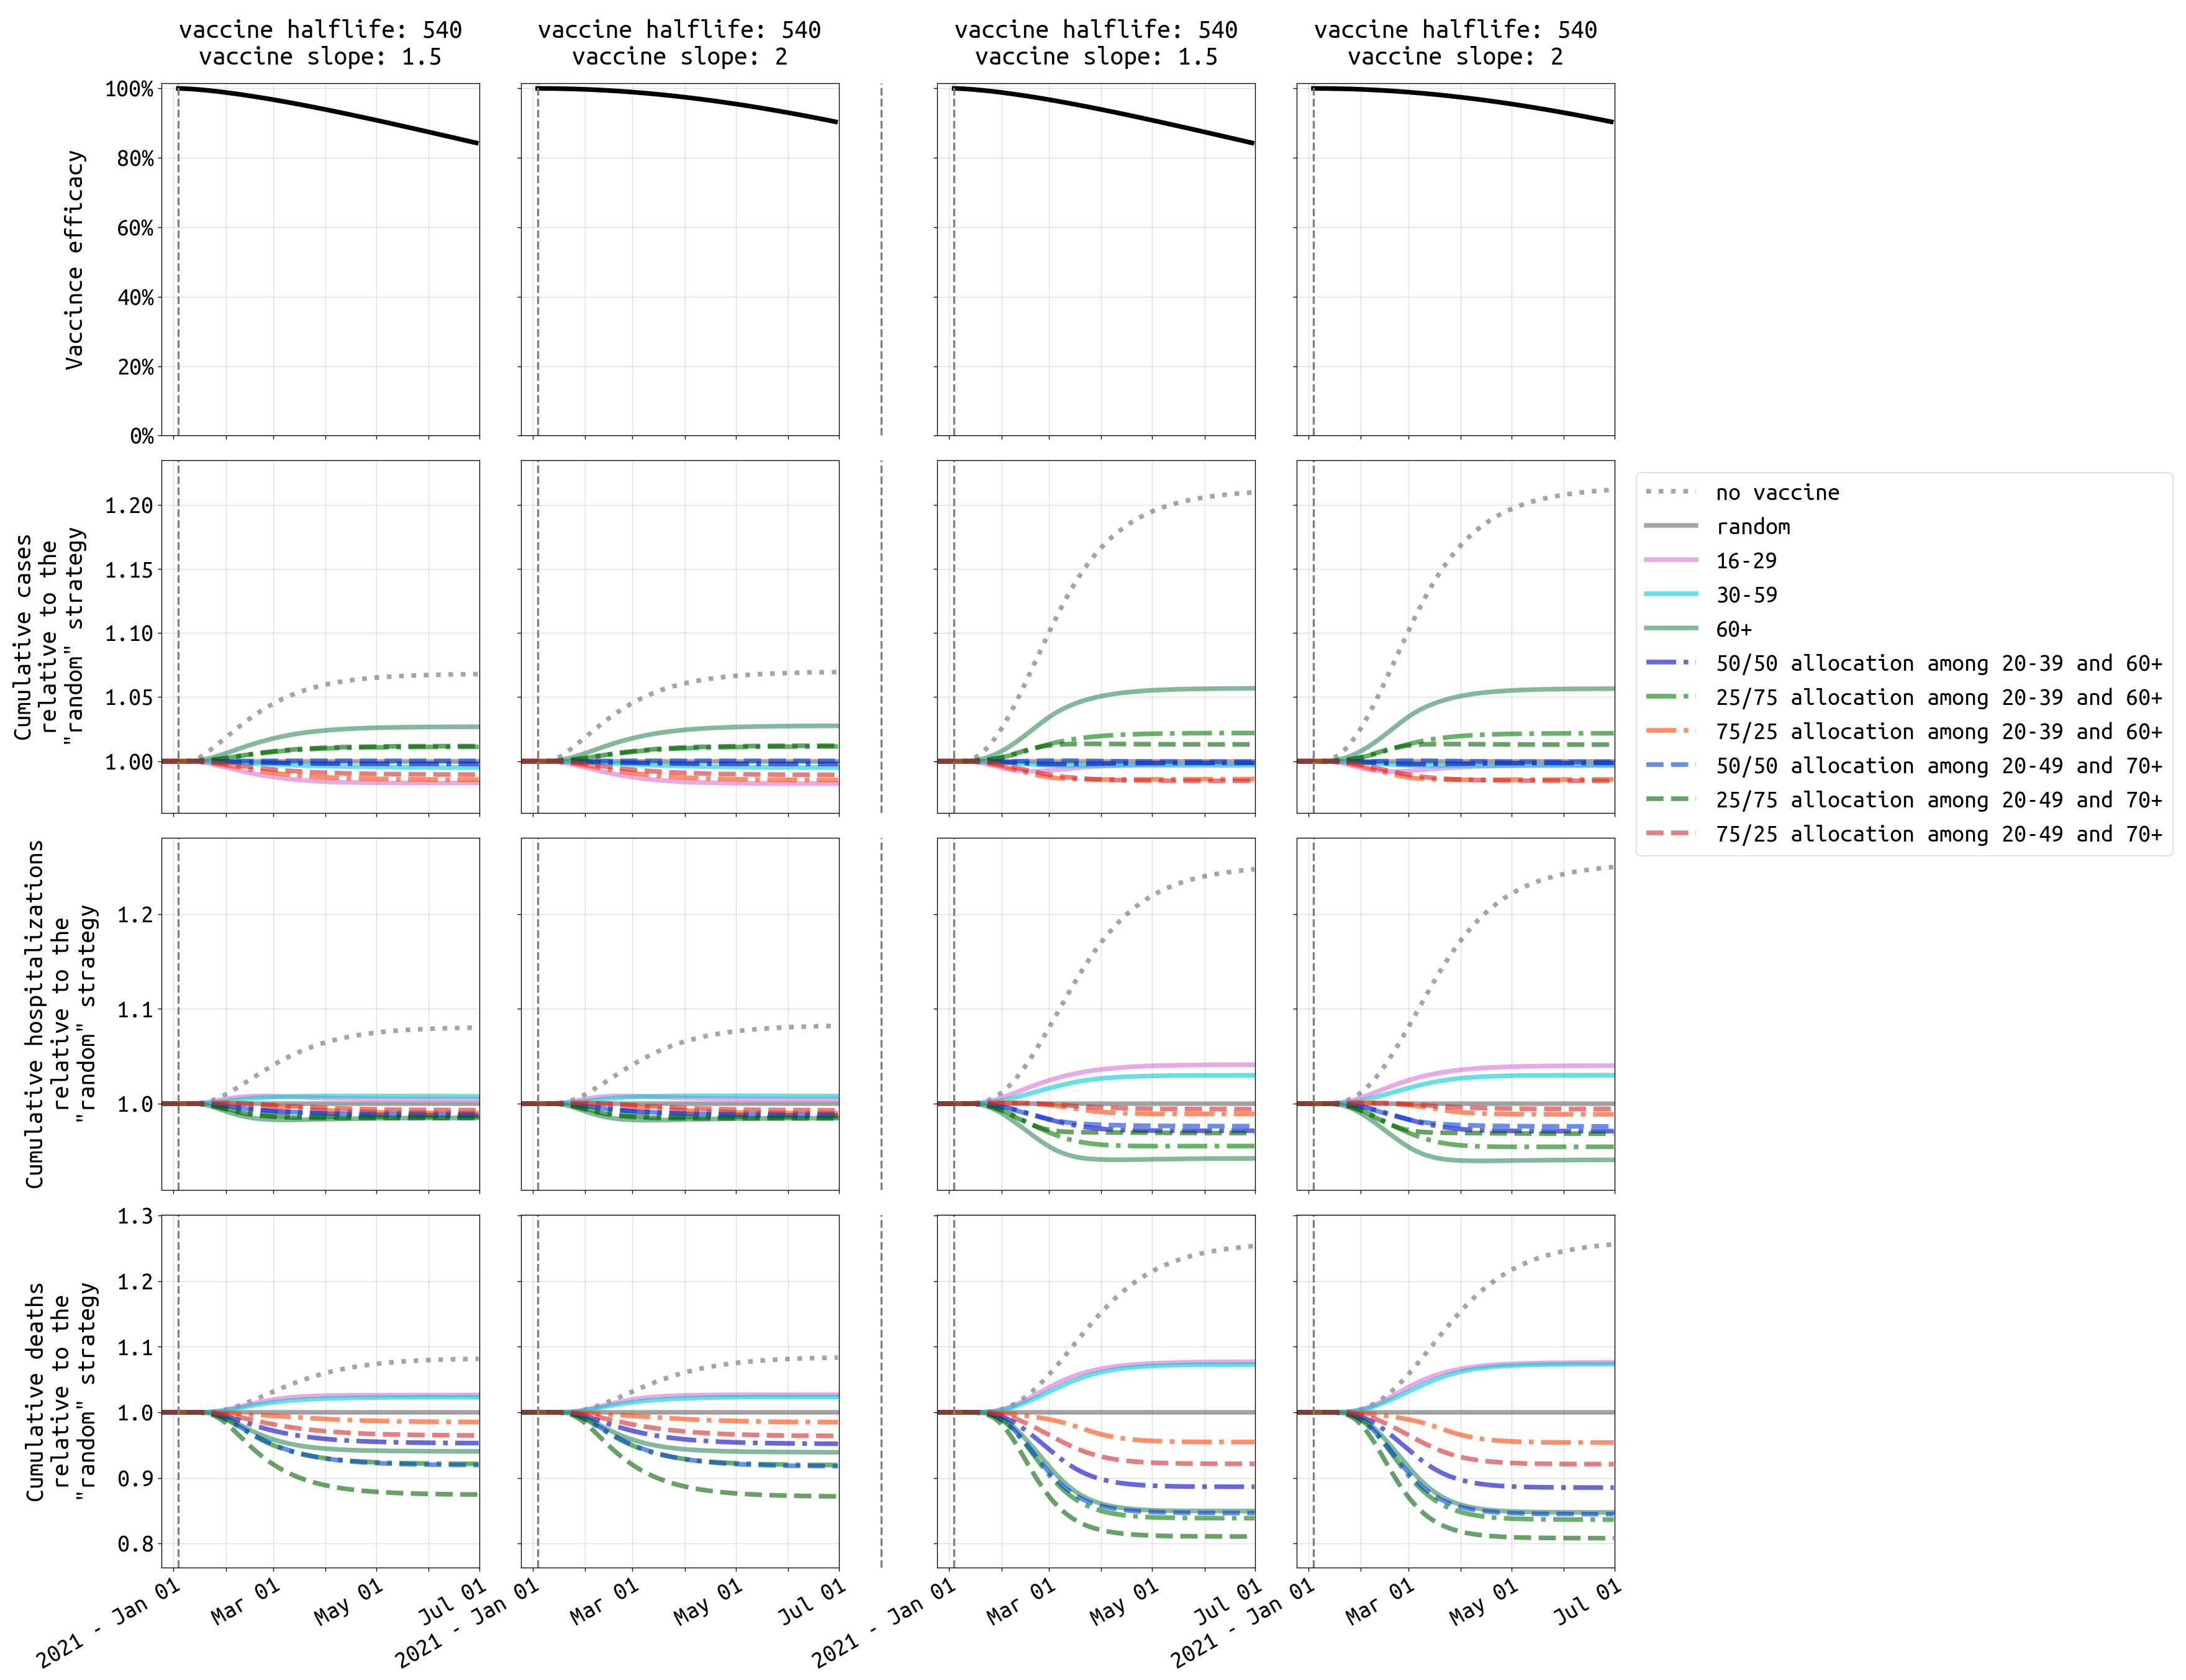 vaccine halflife: 540
vaccine slope: 1.5
vaccine halflife: 540
vaccine slope: 2
vaccine halflife: 540
vaccine slope: 1.5
vaccine halflife: 540
vaccine slope: 2
Vaccince efficacy
100%
80%
60%
40%
20%
0%
Cumulative cases
relative to the
"random" strategy
1.20
1.15
1.10
1.05
1.00
no vaccine
random
16-29
30-59
60+
50/50 allocation among 20-39 and 60+
25/75 allocation among 20-39 and 60+
75/25 allocation among 20-39 and 60+
50/50 allocation among 20-49 and 70+
25/75 allocation among 20-49 and 70+
75/25 allocation among 20-49 and 70+
Cumulative hospitalizations
relative to the
"random" strategy
1.2
1.1
1.0
Cumulative deaths
relative to the
"random" strategy
1.3
1.2
1.1
1.0
0.9
0.8
2021 - Jan 01
Mar 01
May 01
Jul 01
2021 - Jan 01
Mar 01
May 01
Jul 01
2021 - Jan 01
Mar 01
May 01
Jul 01
2021 - Jan 01
Mar 01
May 01
Jul 01